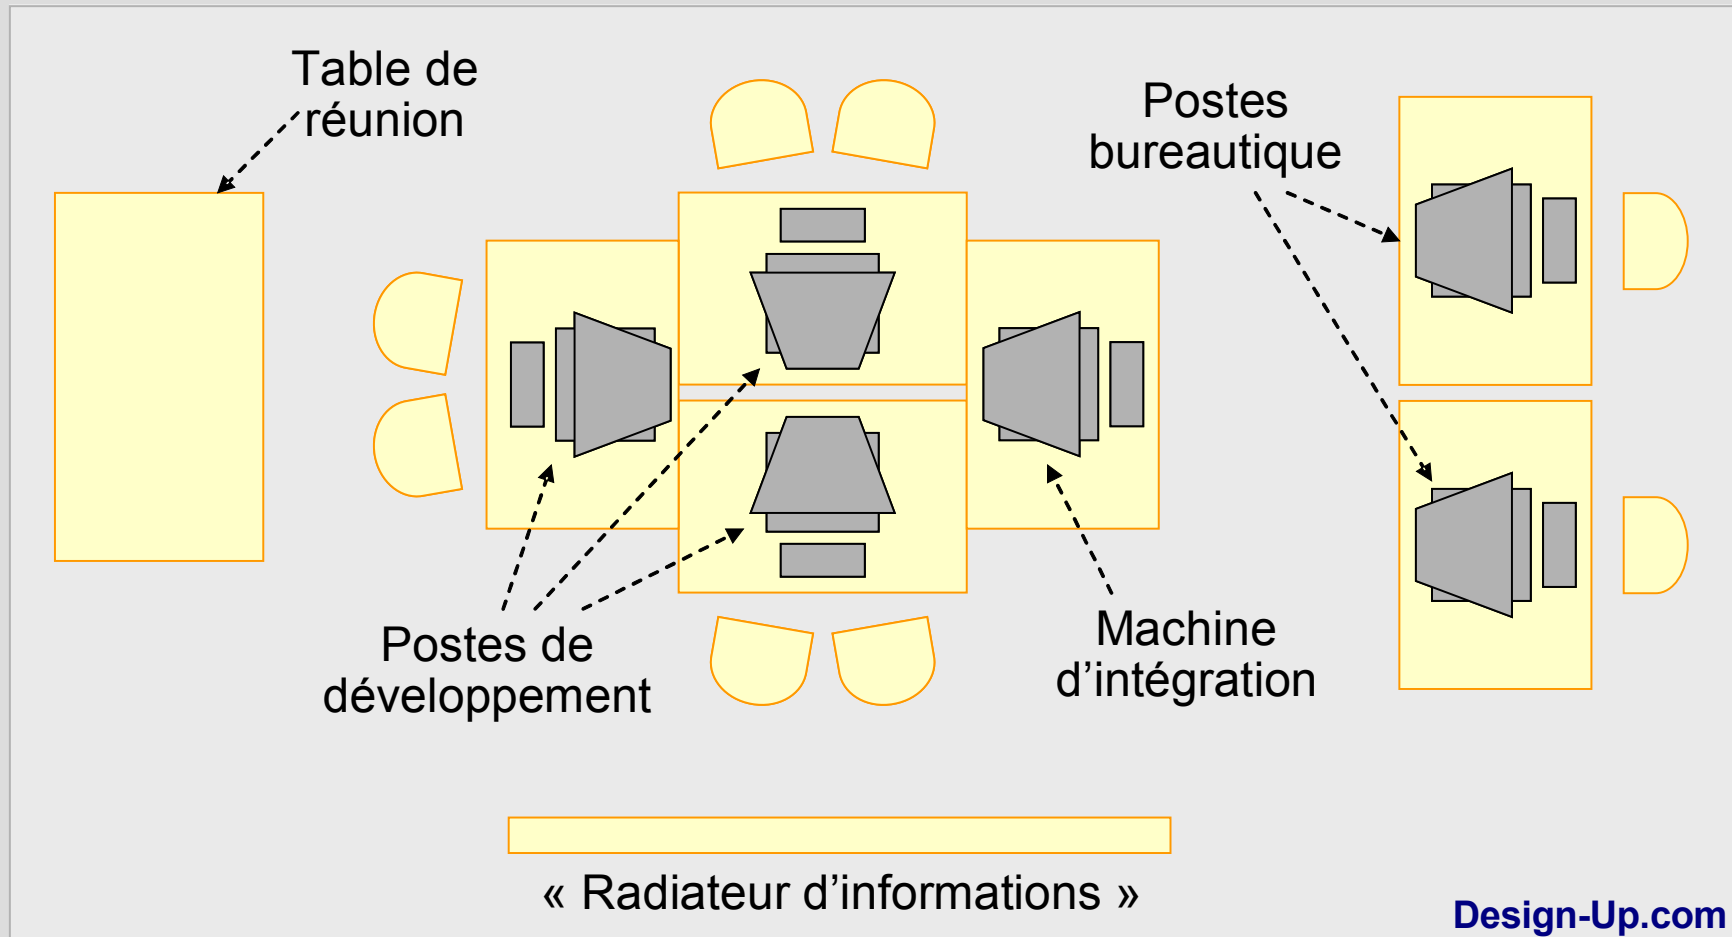 Table de
réunion
Postes
bureautique
Postes de
développement
Machine
d’intégration
« Radiateur d’informations »
Design-Up.com